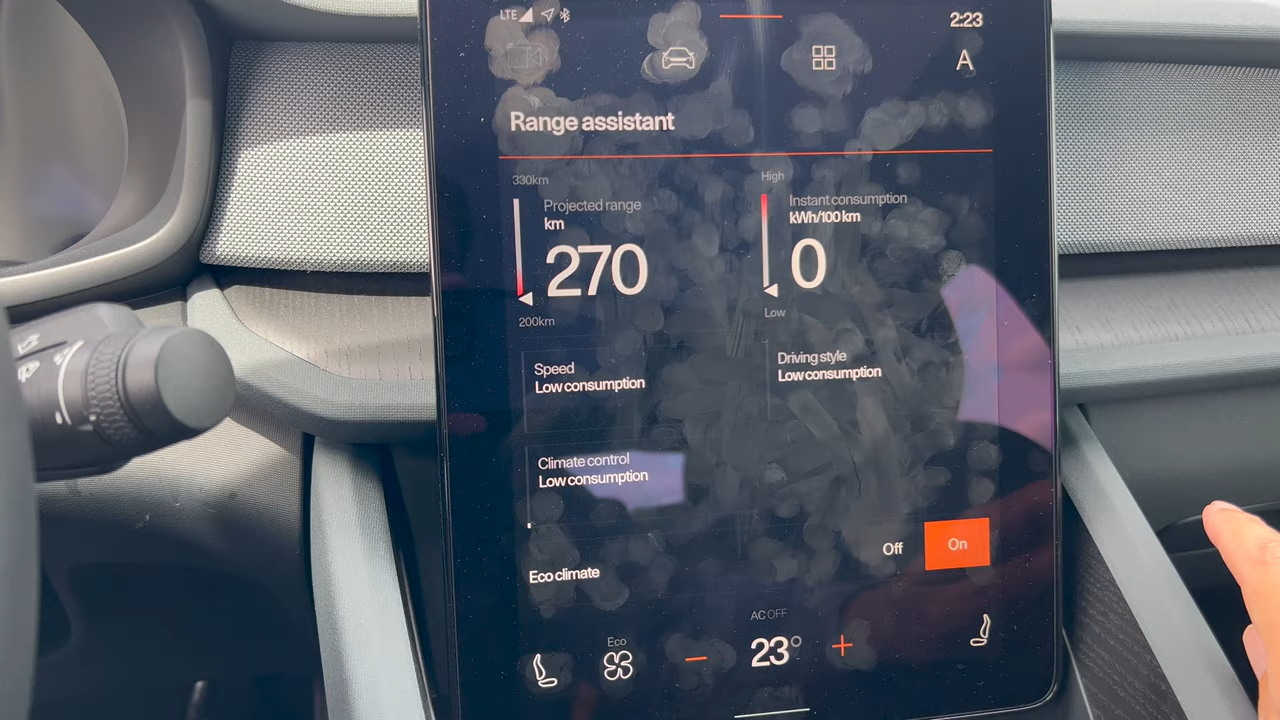 LTE
2:23
A
Range assistant
330km
Projected range
km
270
200km
High
Instant consumption
kWh/100 km
0
Low
Speed
Low consumption
Driving style
Low consumption
Climate control
Low consumption
Off
On
Eco climate
AC OFF
Eco
23°